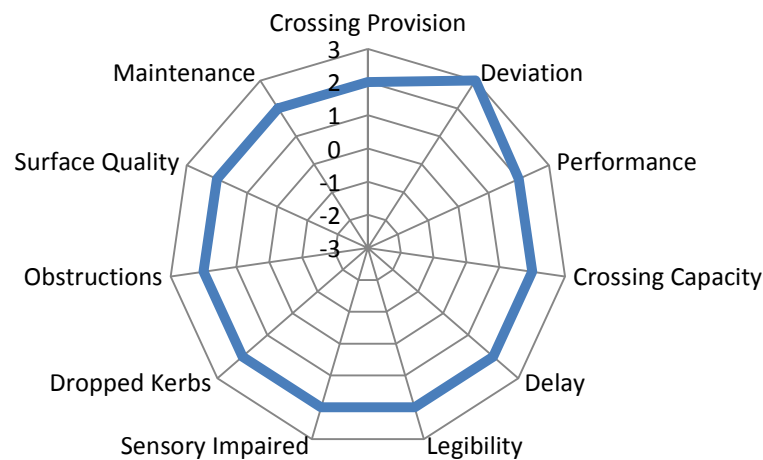 Crossing Provision
3
Maintenance
Deviation
2
1
Surface Quality
Performance
0
-1
-2
-3
Obstructions
Crossing Capacity
Dropped Kerbs
Delay
Sensory Impaired
Legibility